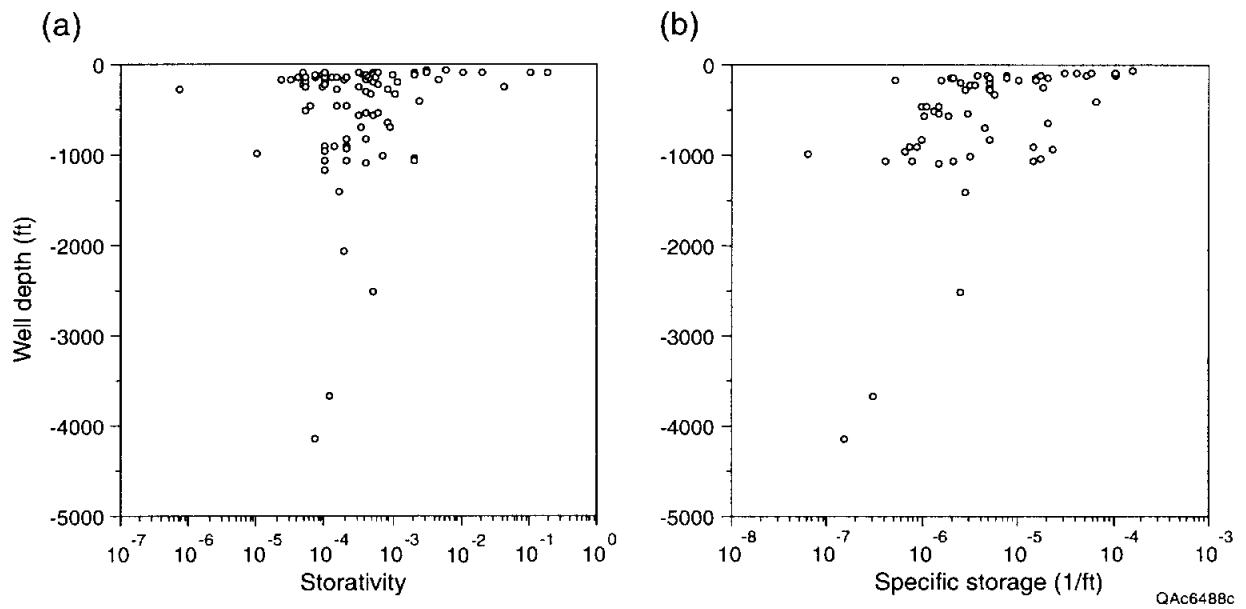 (a)
(b)
Well depth (ft)
0
-1000
-2000
-3000
-4000
-5000
10^-7 10^-6 10^-5 10^-4 10^-3 10^-2 10^-1 10^0
Storativity
0
-1000
-2000
-3000
-4000
-5000
10^-8 10^-7 10^-6 10^-5 10^-4 10^-3
Specific storage (1/ft)
QAc6488c